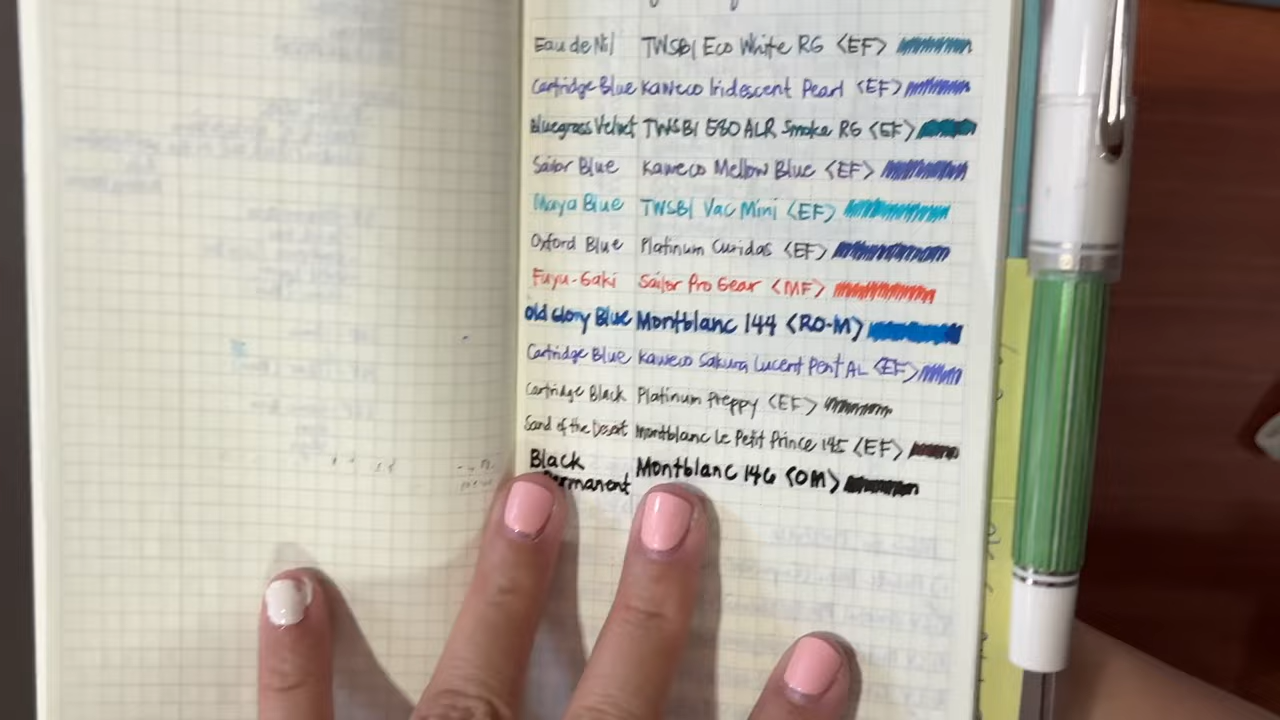 Eau de Nil TWSBI Eco White RG <EF>
Cartridge Blue Kaweco Iridescent Pearl <EF>
Bluegrass Velvet TWSBI 580 ALR Smoke RG <EF>
Sailor Blue Kaweco Mellow Blue <EF>
Maya Blue TWSBI Vac Mini <EF>
Oxford Blue Platinum Curidas <EF>
Fuyu-Gaki Sailor Pro Gear <MF>
Old Glory Blue Montblanc 144 <RO-M>
Cartridge Blue Kaweco Sakura Lucent Pent AL <EF>
Cartridge Black Platinum Preppy <EF>
Sand of the Desert Montblanc Le Petit Prince 145 <EF>
Black Montblanc 146 <OM>
Permanent